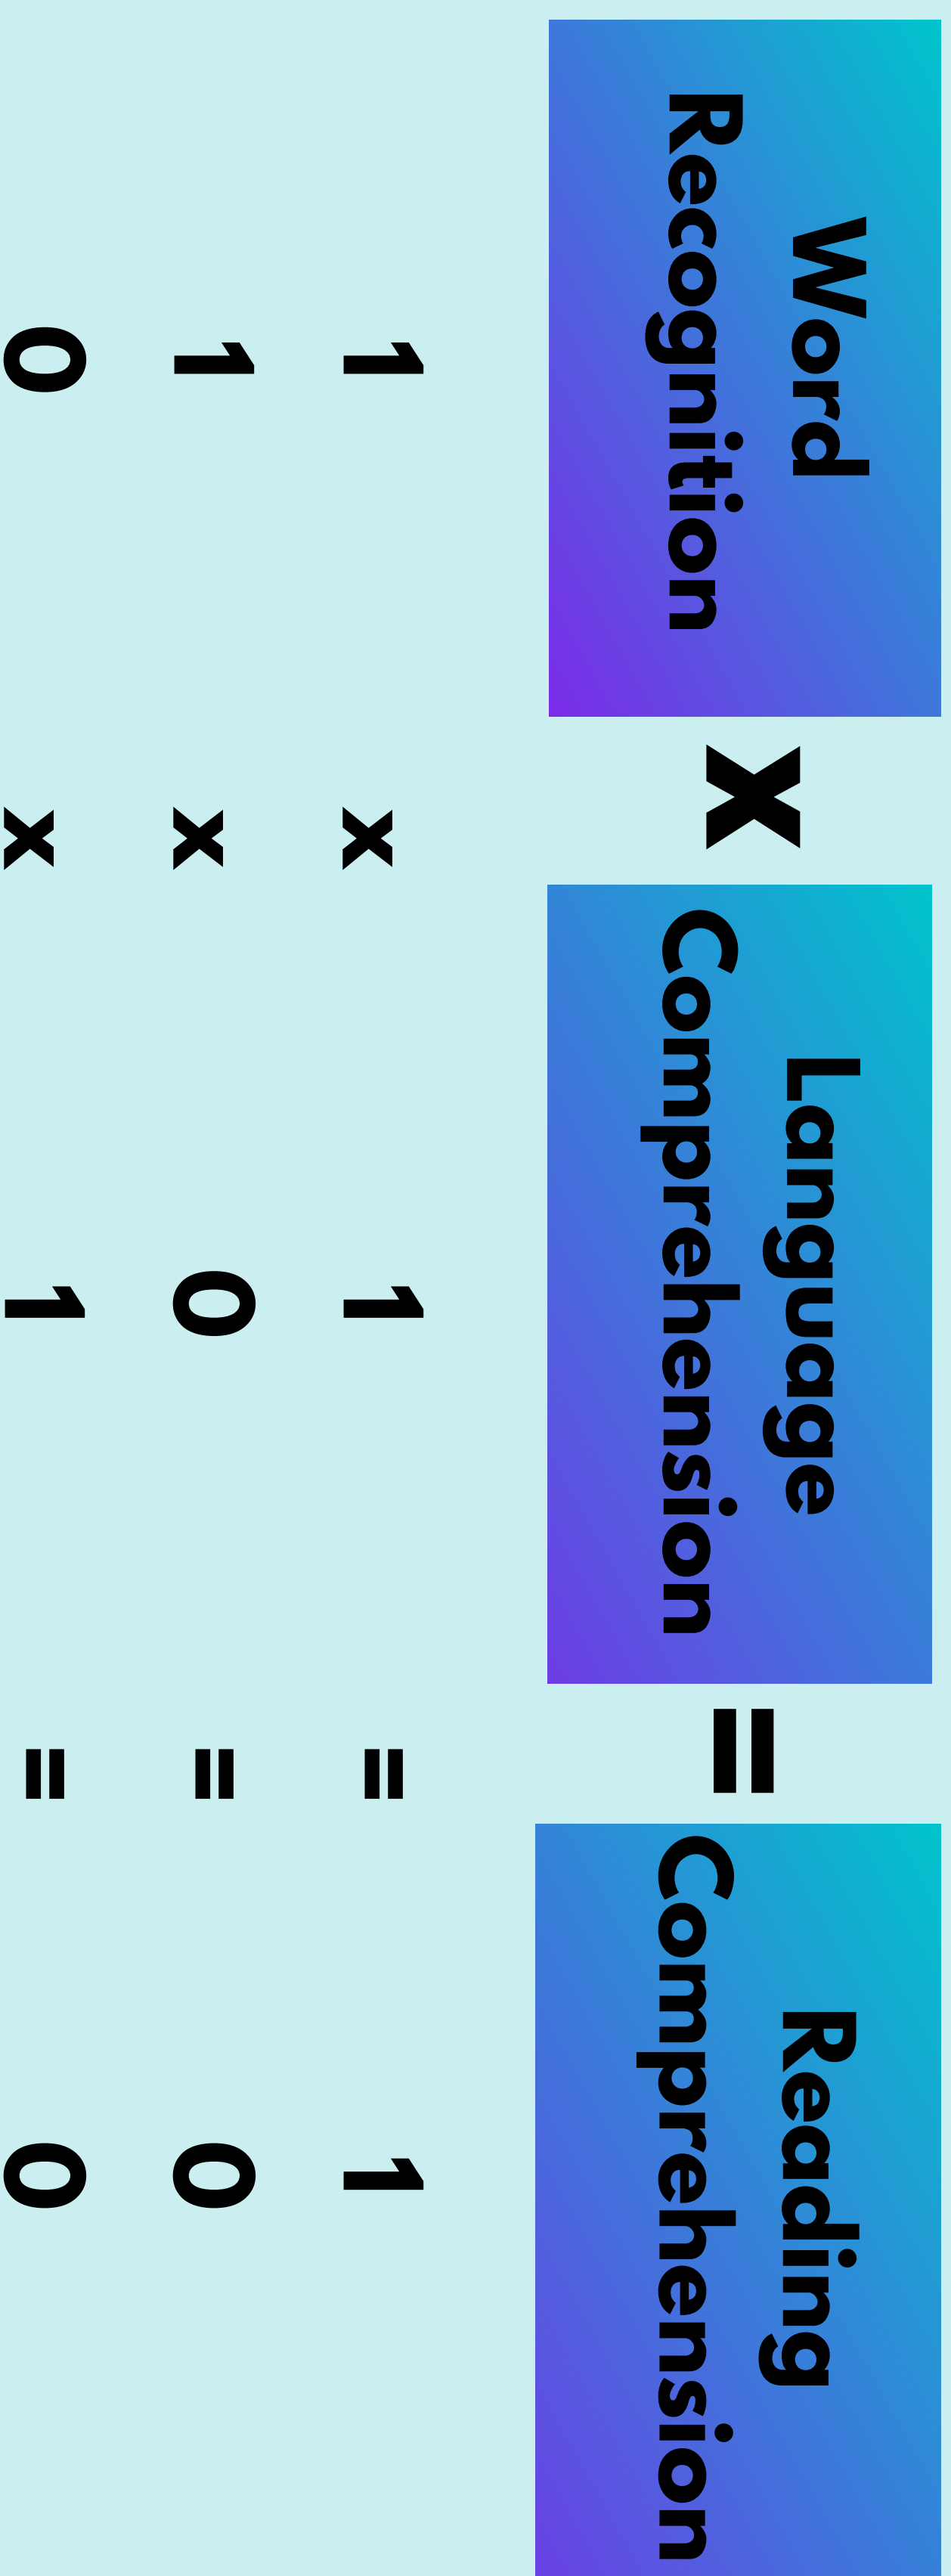 Word
Recognition
x
Language
Comprehension
=
Reading
Comprehension
1 x 1 = 1
1 x 0 = 0
0 x 1 = 0